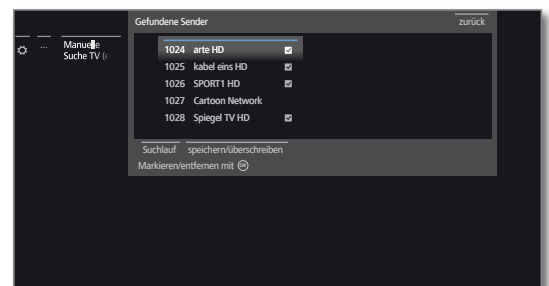 Gefundene Sender zurück
... Manuelle
Suche TV (
1024 arte HD
1025 kabel eins HD
1026 SPORT1 HD
1027 Cartoon Network
1028 Spiegel TV HD
Suchlauf speichern/überschreiben
Markieren/entfernen mit OK